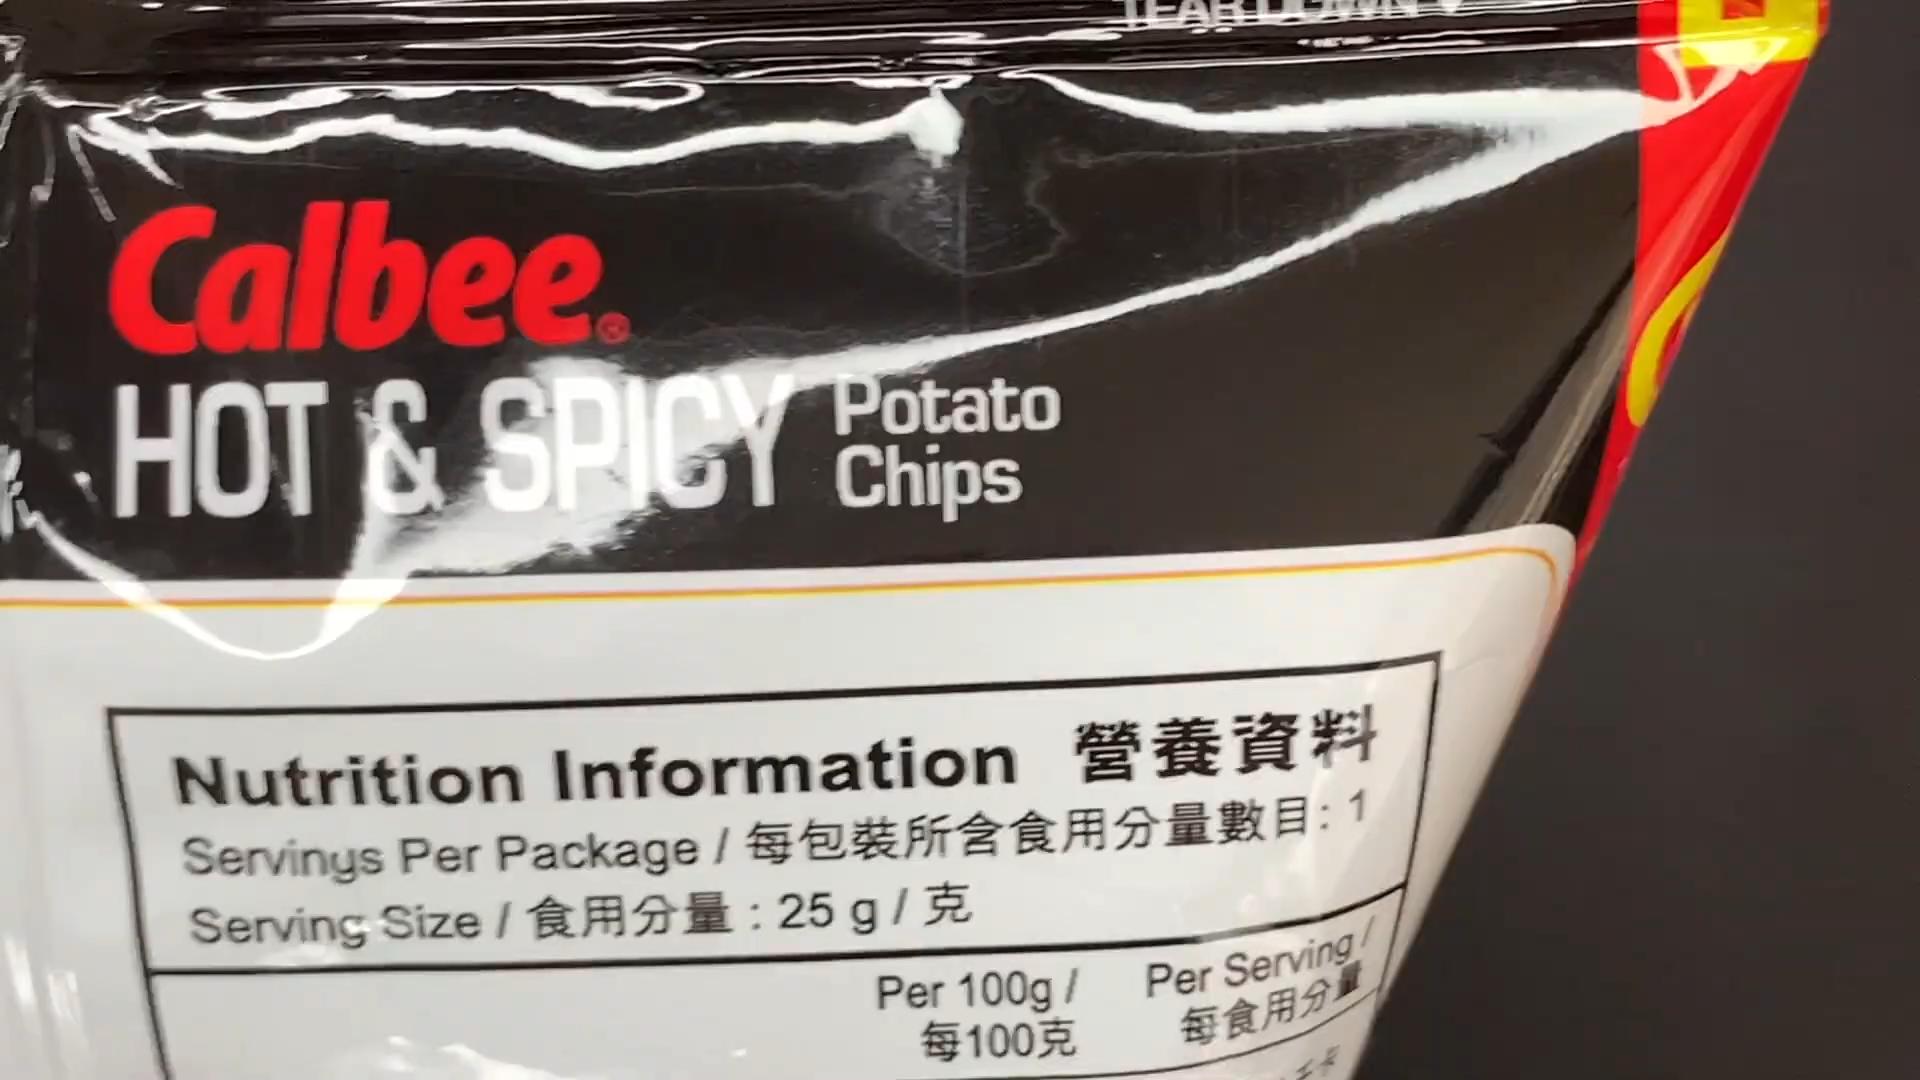 TEAR DOWN
Calbee®
HOT & SPICY Potato Chips
Nutrition Information 營養資料
Servings Per Package / 每包裝所含食用分量數目: 1
Serving Size / 食用分量 : 25 g / 克
Per 100g / 每100克
Per Serving / 每食用分量